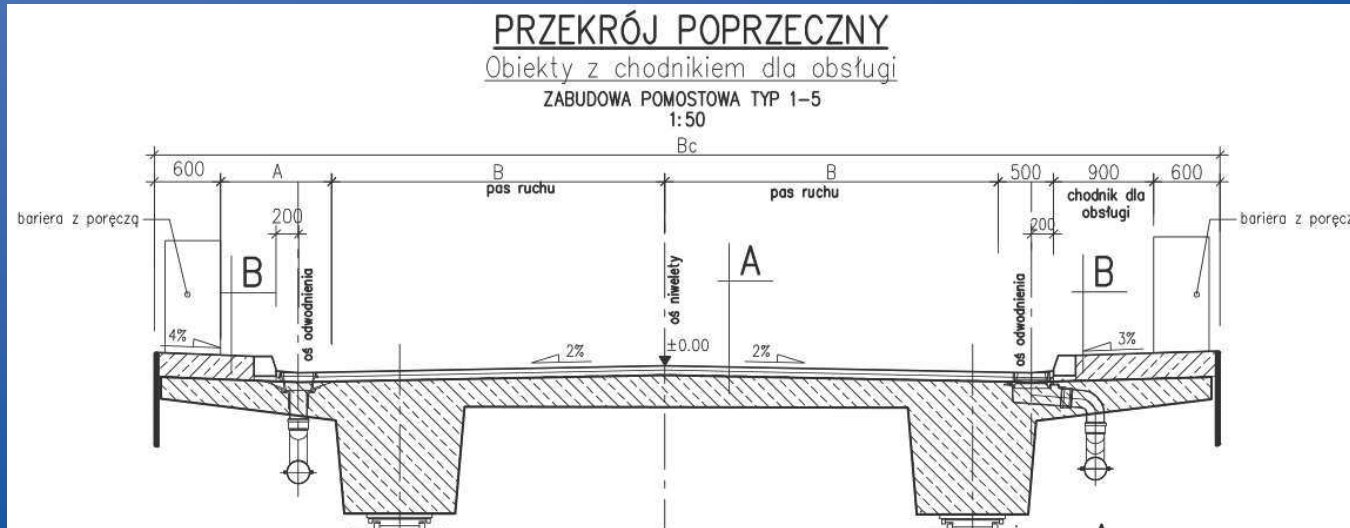 PRZEKRÓJ POPRZECZNY
Obiekty z chodnikiem dla obsługi
ZABUDOWA POMOSTOWA TYP 1-5
1:50
Bc
600 A B B 500 900 600
pas ruchu pas ruchu chodnik dla
obsługi
bariera z poręczą 200 200 bariera z poręcz
B A B
oś odwodnienia oś niwelety oś odwodnienia
4% 2% ±0.00 2% 3%